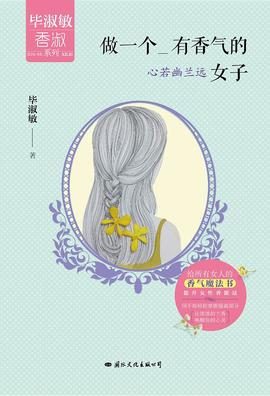 毕淑敏
香淑
系列
做一个_有香气的
心若幽兰远 女子
毕淑敏
著
给所有女人的
香气魔法书
国际文化出版公司